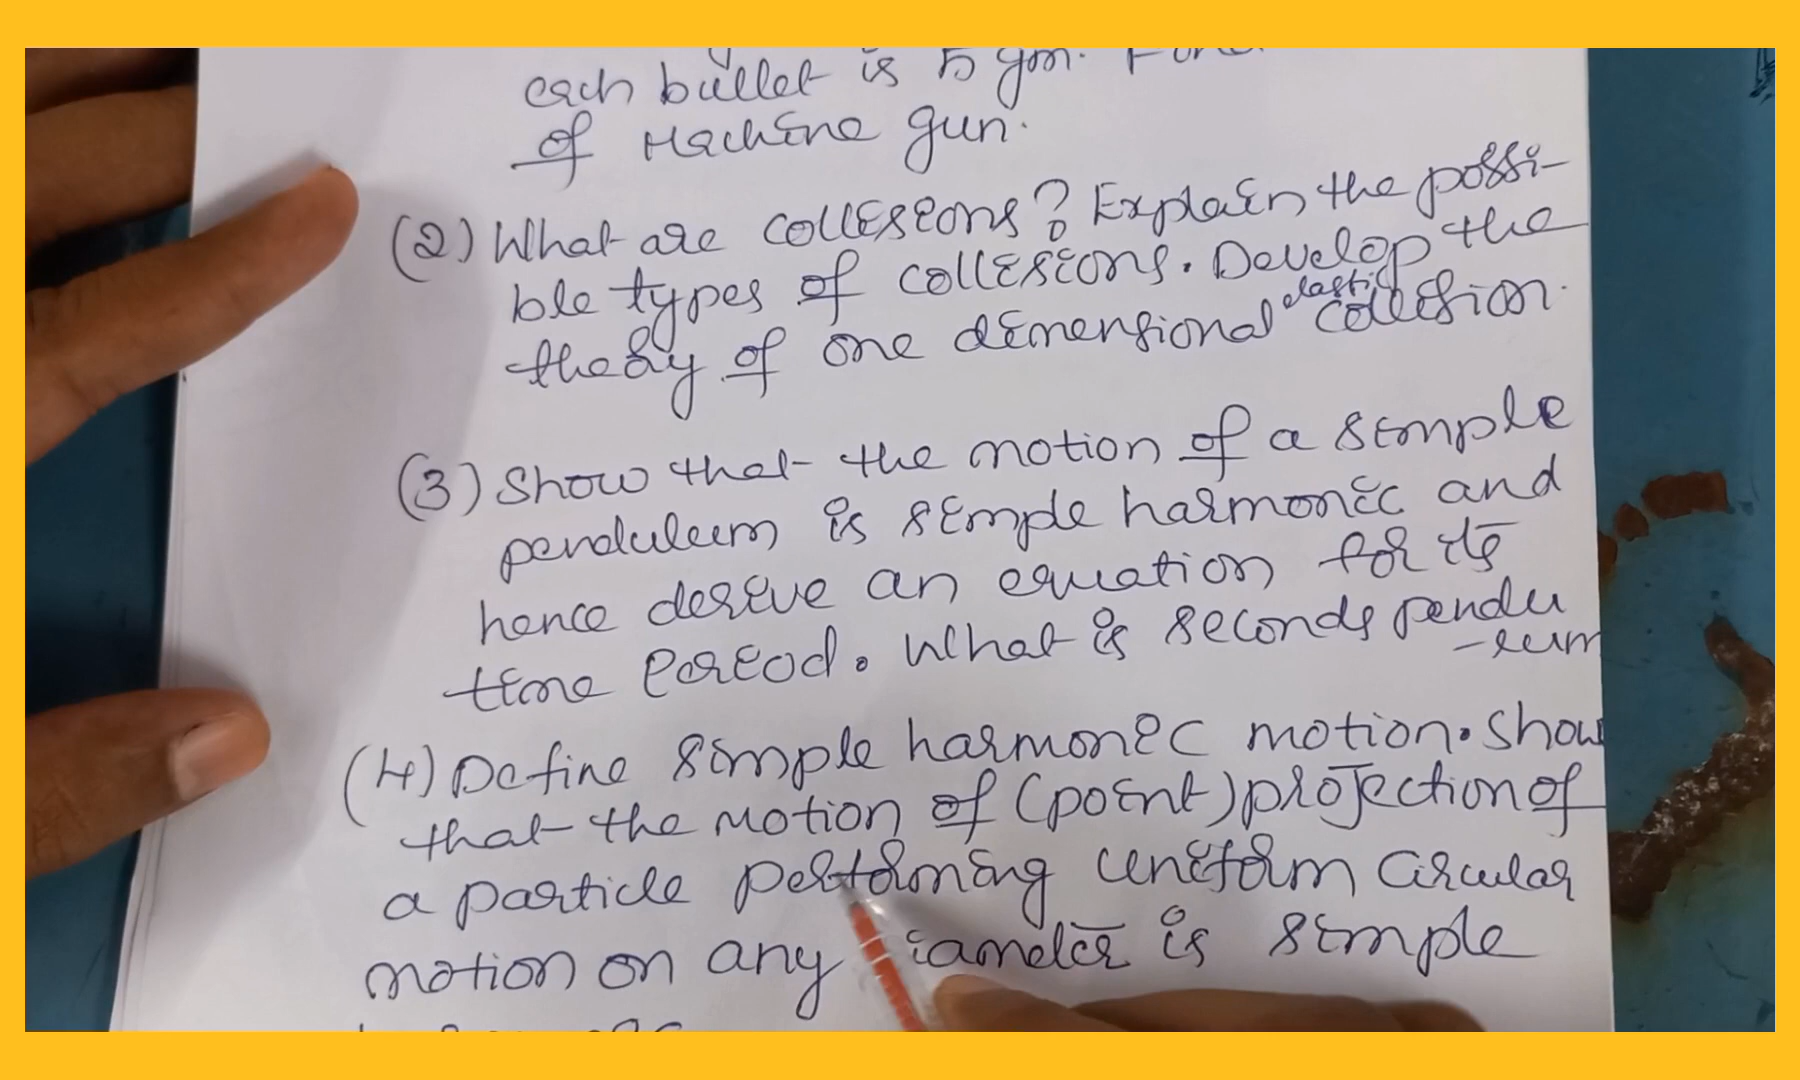 each bullet is 5 gm. Find
of Machine gun.
(2) What are collisions? Explain the possi-
ble types of collisions. Develop the
theory of one dimensional elastic collision.
(3) Show that the motion of a simple
pendulum is simple harmonic and
hence derive an equation for its
time Period. What is seconds pendu
-lum
(4) Define simple harmonic motion. Show
that the motion of (point) projection of
a particle performing uniform circular
motion on any diameter is simple